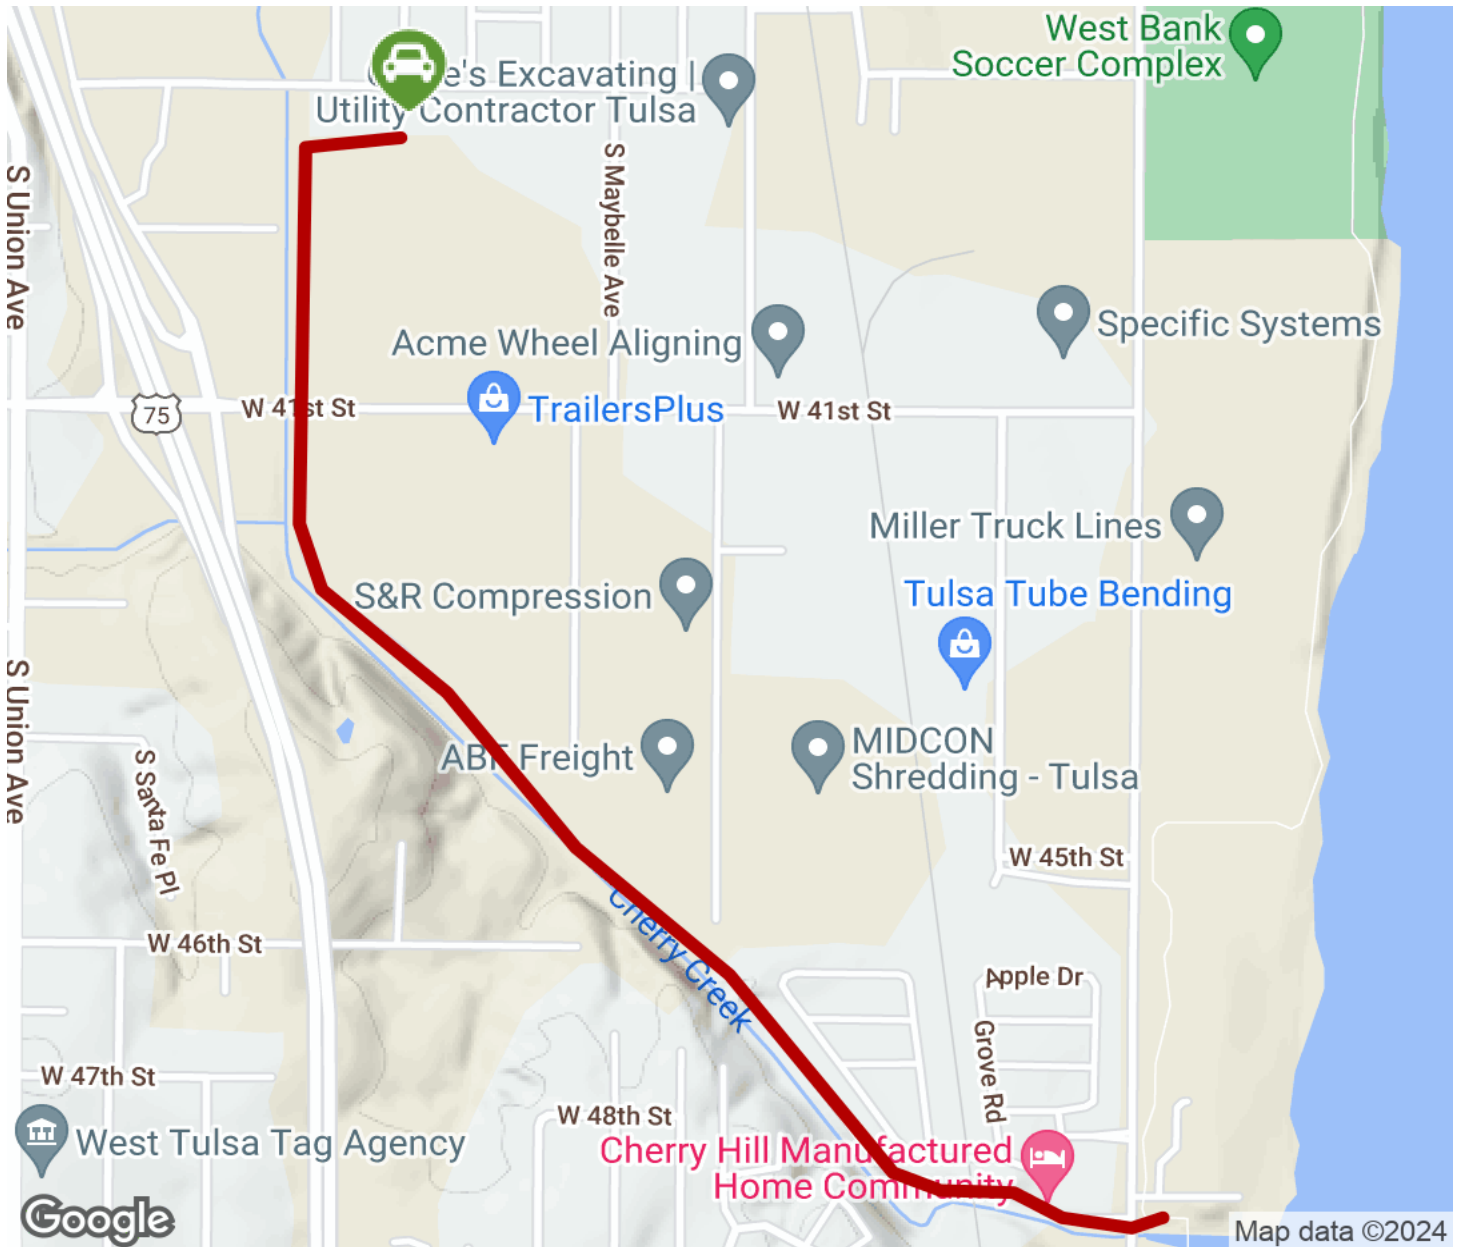 West Bank
Soccer Complex
's Excavating |
Utility Contractor Tulsa
S Union Ave
S Maybelle Ave
Acme Wheel Aligning
Specific Systems
75
W 41st St
TrailersPlus
W 41st St
Miller Truck Lines
S&R Compression
Tulsa Tube Bending
S Union Ave
S Santa Fe Pl
ABF Freight
MIDCON
Shredding - Tulsa
W 45th St
Cherry Creek
W 46th St
Apple Dr
Grove Rd
W 47th St
W 48th St
West Tulsa Tag Agency
Cherry Hill Manufactured
Home Community
Google
Map data ©2024